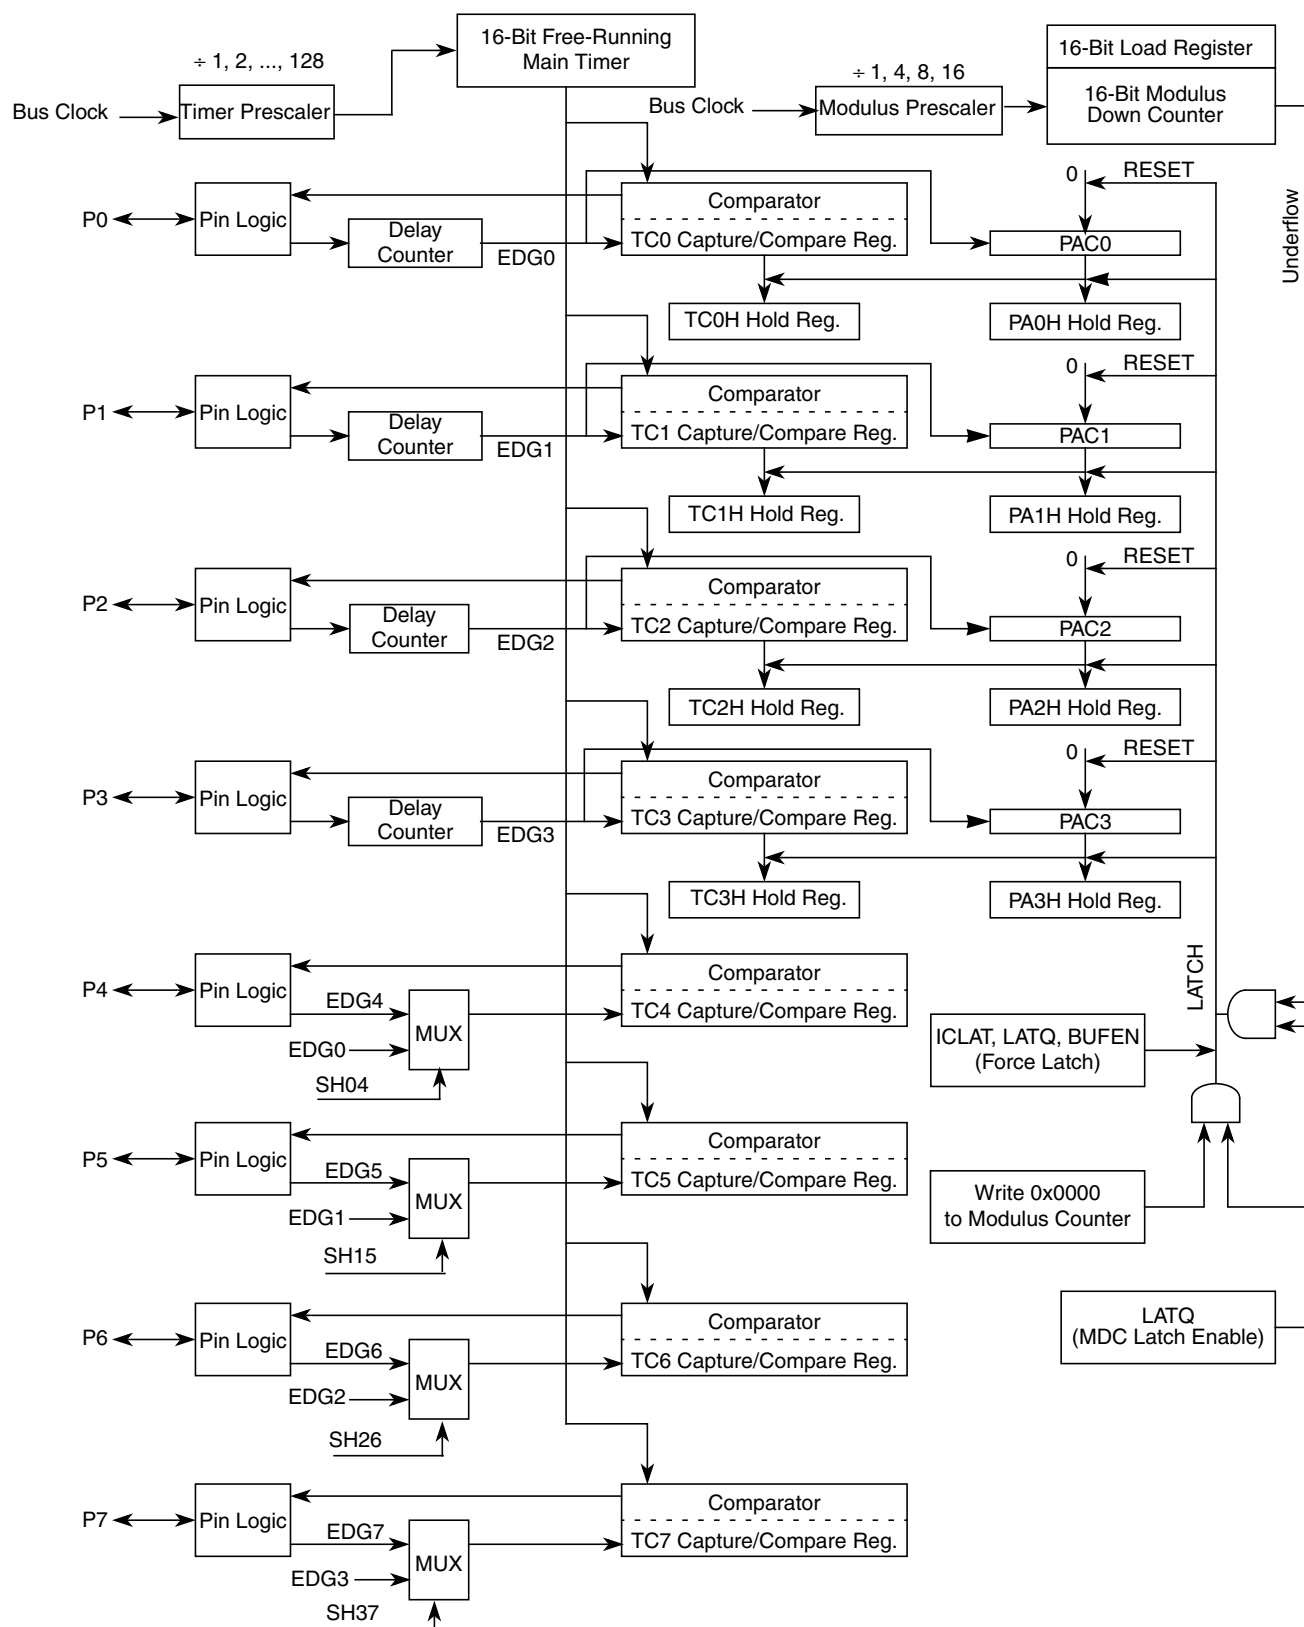 16-Bit Free-Running
Main Timer
16-Bit Load Register
16-Bit Modulus
Down Counter
÷ 1, 2, ..., 128
÷ 1, 4, 8, 16
Bus Clock
Timer Prescaler
Bus Clock
Modulus Prescaler
Underflow
P0
Pin Logic
Delay
Counter
EDG0
Comparator
TC0 Capture/Compare Reg.
0
RESET
PAC0
TC0H Hold Reg.
PA0H Hold Reg.
P1
Pin Logic
Delay
Counter
EDG1
Comparator
TC1 Capture/Compare Reg.
0
RESET
PAC1
TC1H Hold Reg.
PA1H Hold Reg.
P2
Pin Logic
Delay
Counter
EDG2
Comparator
TC2 Capture/Compare Reg.
0
RESET
PAC2
TC2H Hold Reg.
PA2H Hold Reg.
P3
Pin Logic
Delay
Counter
EDG3
Comparator
TC3 Capture/Compare Reg.
0
RESET
PAC3
TC3H Hold Reg.
PA3H Hold Reg.
LATCH
P4
Pin Logic
EDG4
EDG0
MUX
SH04
Comparator
TC4 Capture/Compare Reg.
ICLAT, LATQ, BUFEN
(Force Latch)
P5
Pin Logic
EDG5
EDG1
MUX
SH15
Comparator
TC5 Capture/Compare Reg.
Write 0x0000
to Modulus Counter
P6
Pin Logic
EDG6
EDG2
MUX
SH26
Comparator
TC6 Capture/Compare Reg.
LATQ
(MDC Latch Enable)
P7
Pin Logic
EDG7
EDG3
MUX
SH37
Comparator
TC7 Capture/Compare Reg.